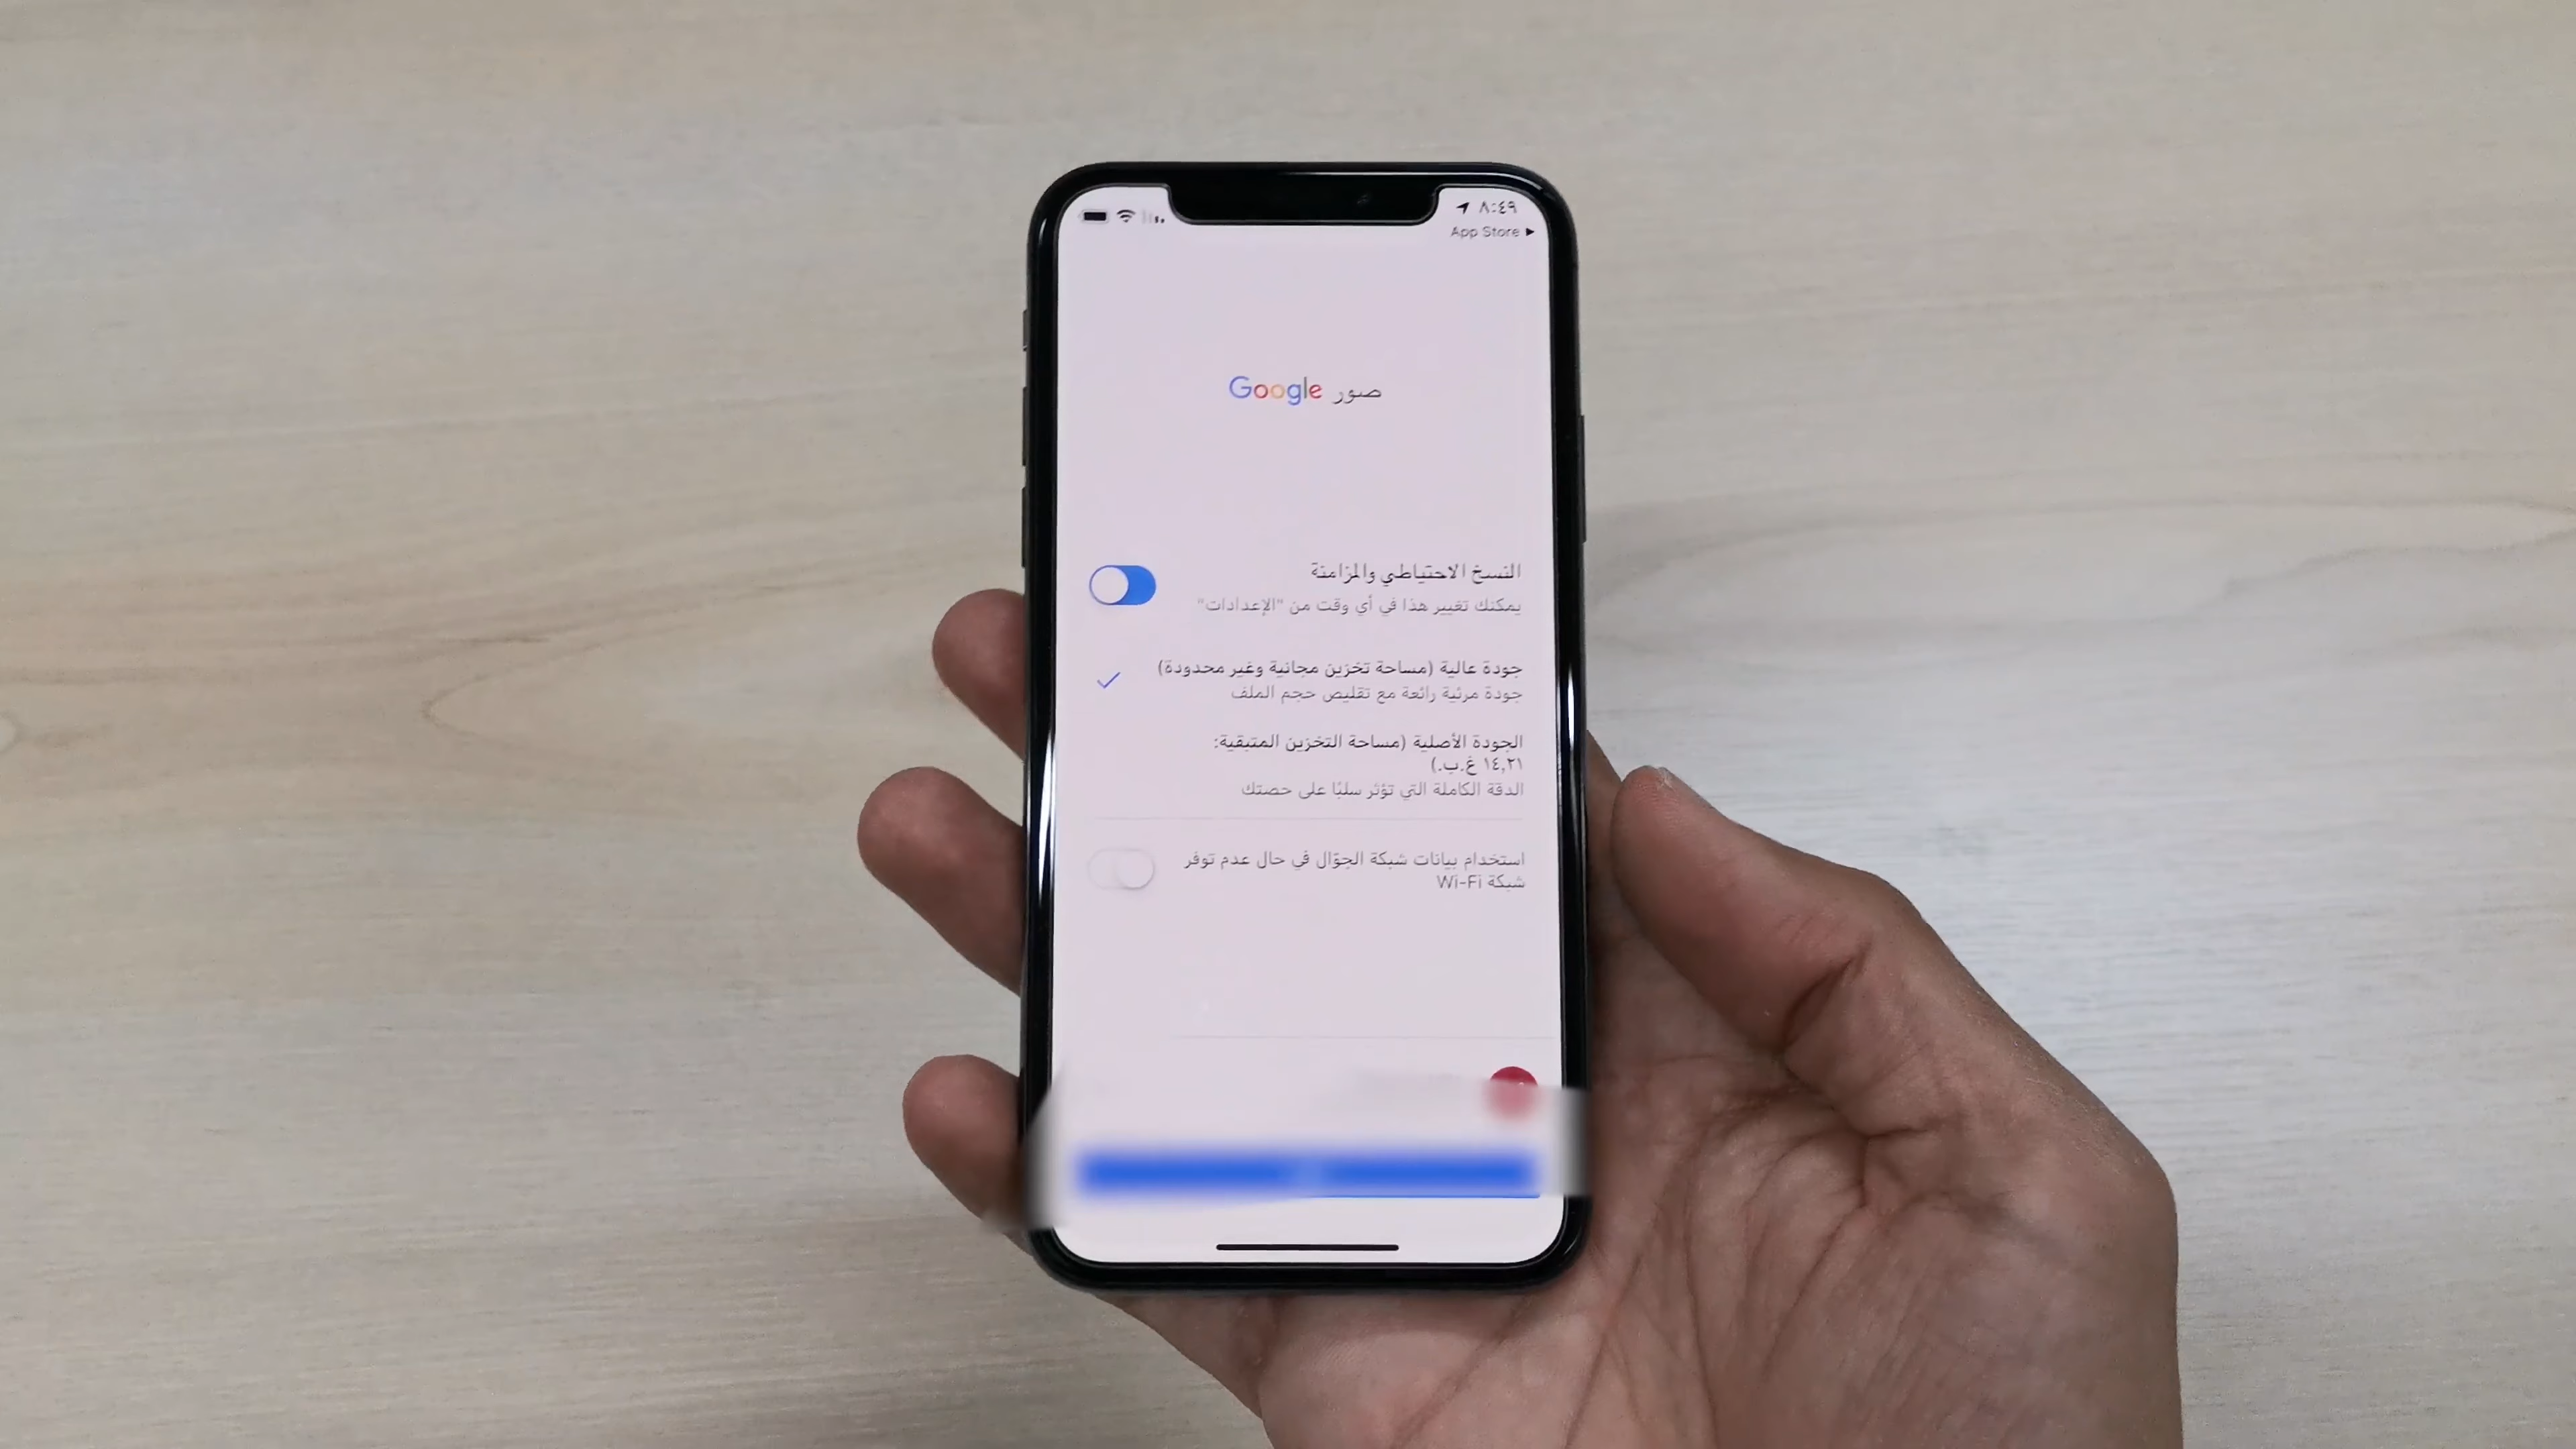 ٨:٤٩
App Store
صور Google
النسخ الاحتياطي والمزامنة
يمكنك تغيير هذا في أي وقت من "الإعدادات"
جودة عالية (مساحة تخزين مجانية وغير محدودة)
جودة مرئية رائعة مع تقليص حجم الملف
الجودة الأصلية (مساحة التخزين المتبقية:
١٤,٢١ غ.ب.)
الدقة الكاملة التي تؤثر سلبًا على حصتك
استخدام بيانات شبكة الجوّال في حال عدم توفر
شبكة Wi-Fi